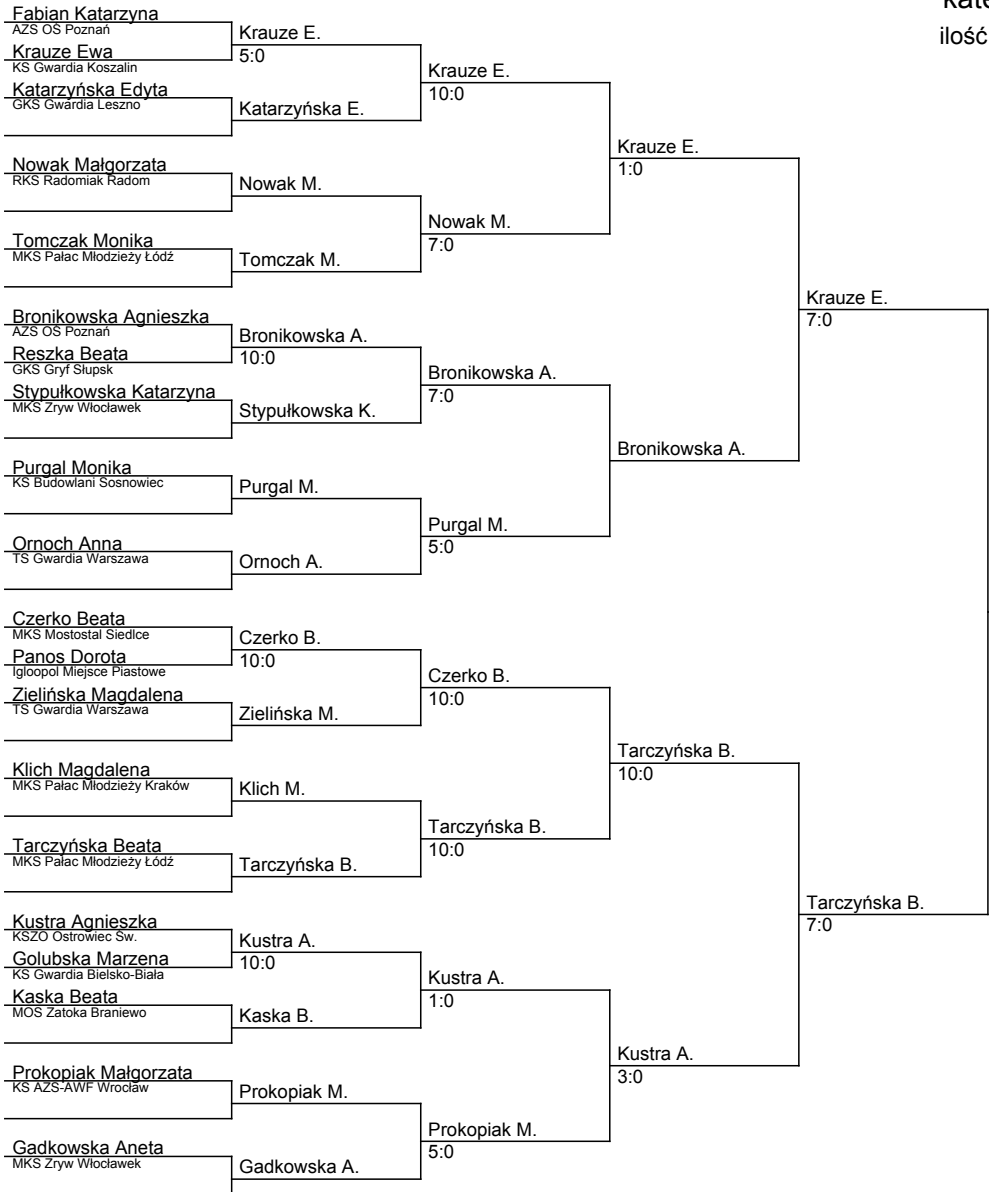 Fabian Katarzyna
AZS OŚ Poznań
Krauze Ewa
KS Gwardia Koszalin
Katarzyńska Edyta
GKS Gwardia Leszno
Nowak Małgorzata
RKS Radomiak Radom
Tomczak Monika
MKS Pałac Młodzieży Łódź
Bronikowska Agnieszka
AZS OŚ Poznań
Reszka Beata
GKS Gryf Słupsk
Stypułkowska Katarzyna
MKS Zryw Włocławek
Purgal Monika
KS Budowlani Sosnowiec
Ornoch Anna
TS Gwardia Warszawa
Czerko Beata
MKS Mostostal Siedlce
Panos Dorota
Igloopol Miejsce Piastowe
Zielińska Magdalena
TS Gwardia Warszawa
Klich Magdalena
MKS Pałac Młodzieży Kraków
Tarczyńska Beata
MKS Pałac Młodzieży Łódź
Kustra Agnieszka
KSZO Ostrowiec Św.
Golubska Marzena
KS Gwardia Bielsko-Biała
Kaska Beata
MOS Zatoka Braniewo
Prokopiak Małgorzata
KS AZS-AWF Wrocław
Gadkowska Aneta
MKS Zryw Włocławek
Krauze E.
5:0
Katarzyńska E.
Nowak M.
Tomczak M.
Bronikowska A.
10:0
Stypułkowska K.
Purgal M.
Ornoch A.
Czerko B.
10:0
Zielińska M.
Klich M.
Tarczyńska B.
Kustra A.
10:0
Kaska B.
Prokopiak M.
Gadkowska A.
Krauze E.
10:0
Nowak M.
7:0
Bronikowska A.
7:0
Purgal M.
5:0
Czerko B.
10:0
Tarczyńska B.
10:0
Kustra A.
1:0
Prokopiak M.
5:0
Krauze E.
1:0
Bronikowska A.
Tarczyńska B.
10:0
Kustra A.
3:0
Krauze E.
7:0
Tarczyńska B.
7:0
ilość